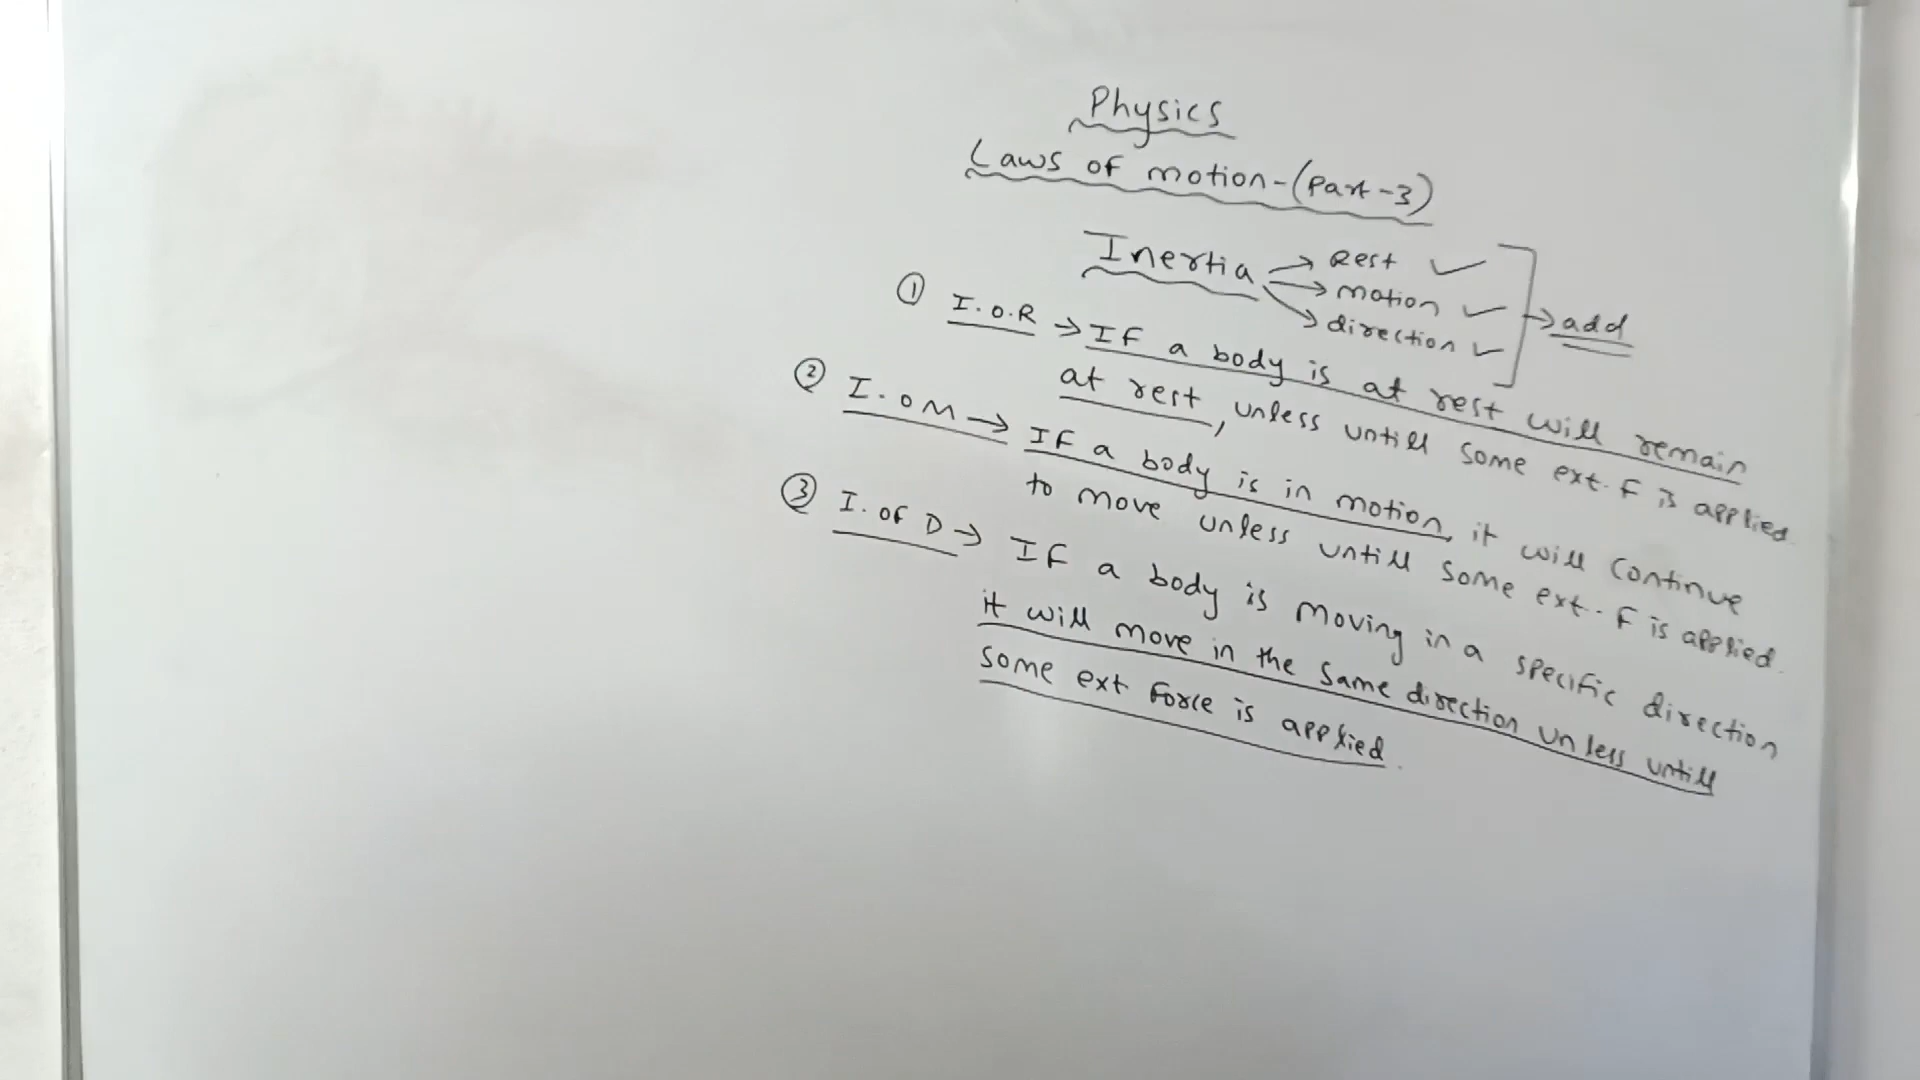 Physics
Laws of motion-(Part-3)
Inertia → Rest ✓
→ motion ✓ → add
→ direction ✓
① I.O.R → If a body is at rest will remain
at rest, unless untill some ext. F is applied.
② I.OM → If a body is in motion, it will continue
to move unless untill some ext. F is applied.
③ I. of D → If a body is moving in a specific direction
it will move in the same direction unless untill
some ext force is applied.